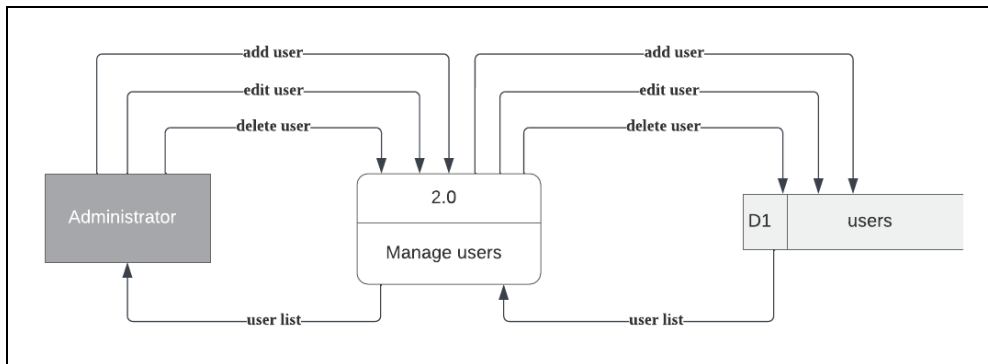 add user
add user
edit user
edit user
delete user
delete user
Administrator
2.0
Manage users
D1
users
user list
user list